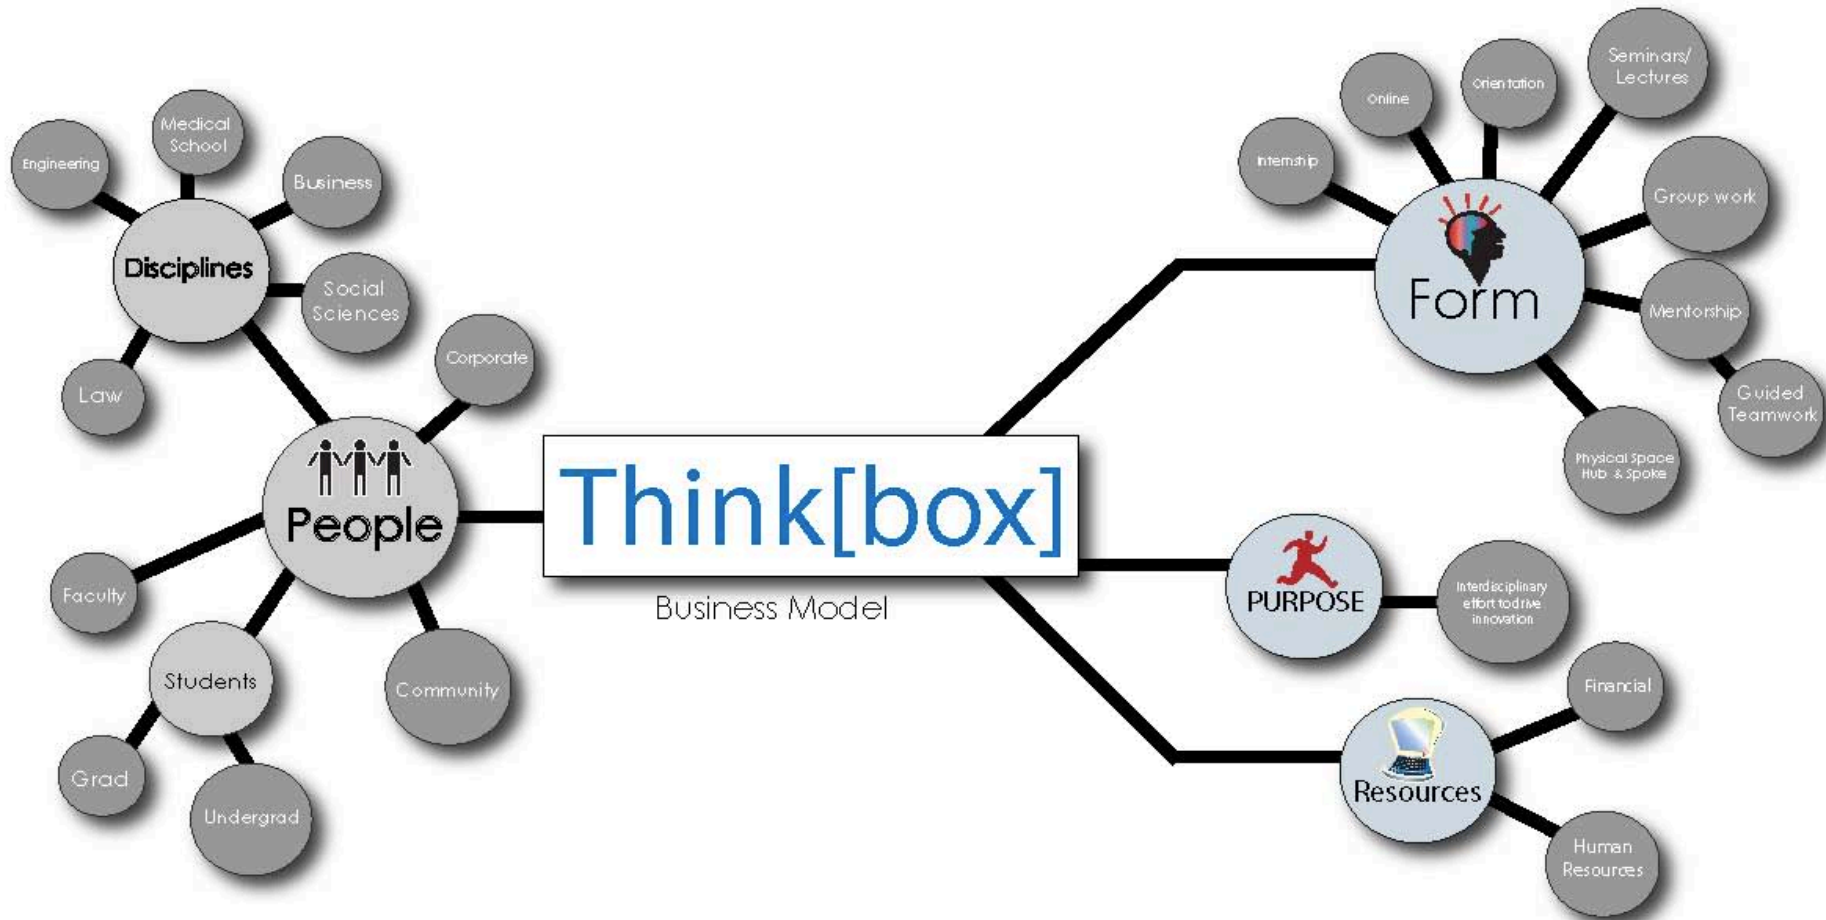 Think[box]
Business Model
People
Disciplines
Engineering
Medical
School
Business
Social
Sciences
Law
Corporate
Faculty
Students
Grad
Undergrad
Community
Form
Internship
Online
Orientation
Seminars/
Lectures
Group work
Mentorship
Guided
Teamwork
Physical Space
Hub & Spoke
PURPOSE
Interdisciplinary
effort to drive
innovation
Resources
Financial
Human
Resources